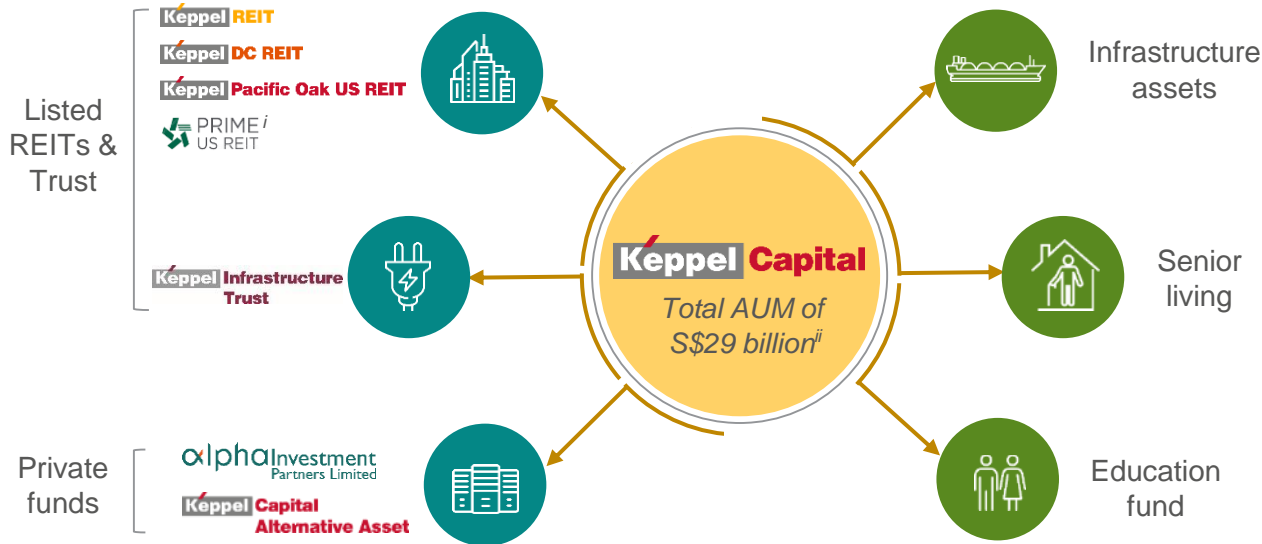 Listed
REITs &
Trust
Keppel REIT
Keppel DC REIT
Keppel Pacific Oak US REIT
PRIME i
US REIT
Keppel Infrastructure
Trust
Private
funds
alpha Investment
Partners Limited
Keppel Capital
Alternative Asset
Keppel Capital
Total AUM of
S$29 billion ii
Infrastructure
assets
Senior
living
Education
fund